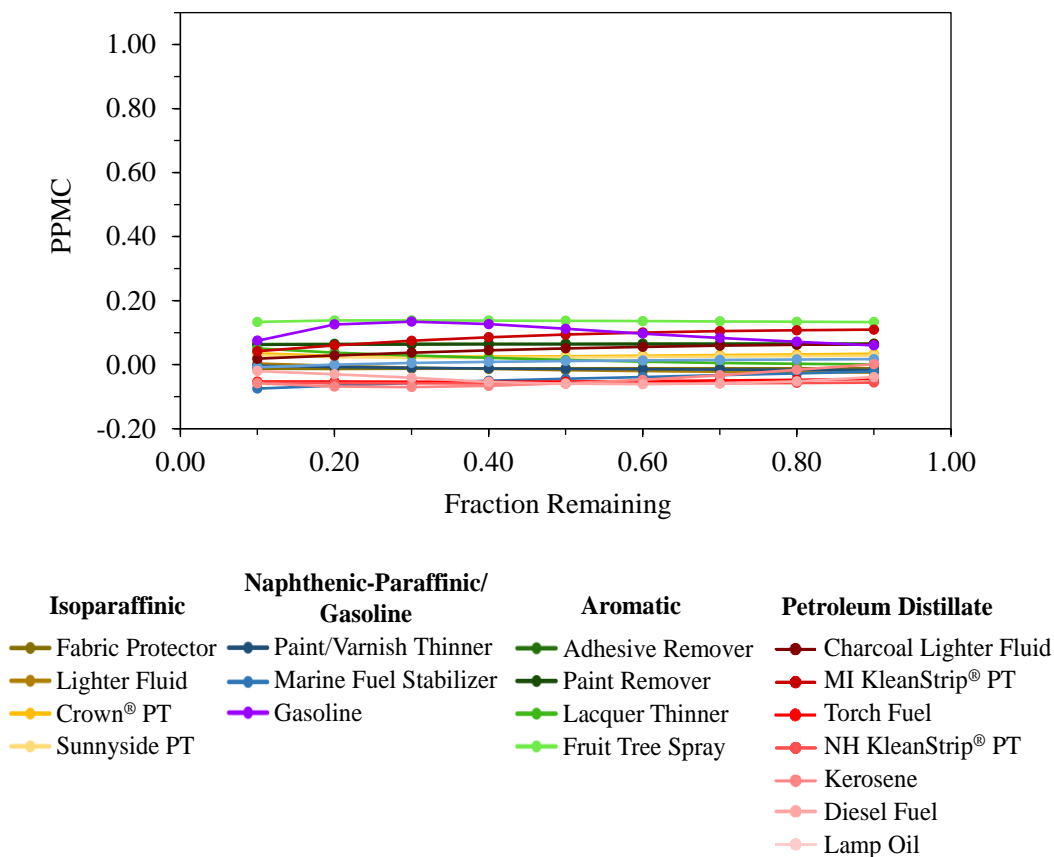 1.00
0.80
0.60
0.40
0.20
0.00
-0.20
PPMC
0.00 0.20 0.40 0.60 0.80 1.00
Fraction Remaining
Isoparaffinic
Fabric Protector
Lighter Fluid
Crown® PT
Sunnyside PT
Naphthenic-Paraffinic/
Gasoline
Paint/Varnish Thinner
Marine Fuel Stabilizer
Gasoline
Aromatic
Adhesive Remover
Paint Remover
Lacquer Thinner
Fruit Tree Spray
Petroleum Distillate
Charcoal Lighter Fluid
MI KleanStrip® PT
Torch Fuel
NH KleanStrip® PT
Kerosene
Diesel Fuel
Lamp Oil